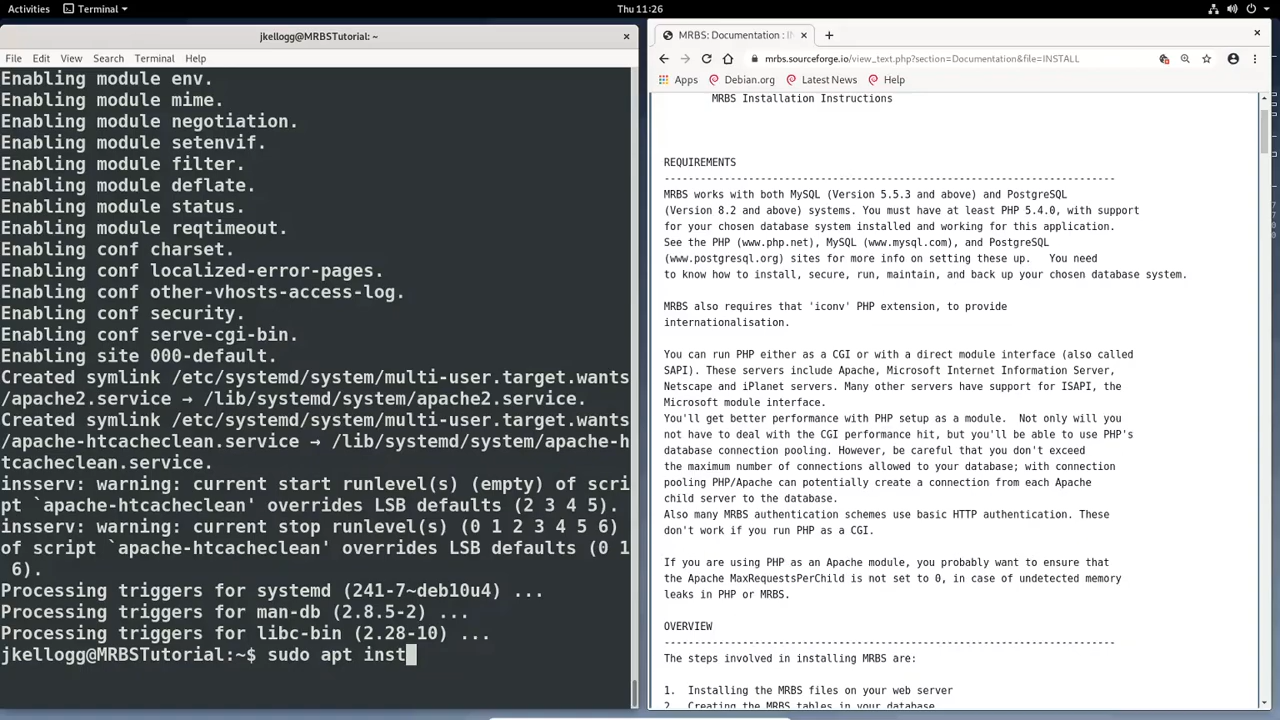 Activities
Terminal
Thu 11:26
jkellogg@MRBSTutorial: ~
File Edit View Search Terminal Help
Enabling module env.
Enabling module mime.
Enabling module negotiation.
Enabling module setenvif.
Enabling module filter.
Enabling module deflate.
Enabling module status.
Enabling module reqtimeout.
Enabling conf charset.
Enabling conf localized-error-pages.
Enabling conf other-vhosts-access-log.
Enabling conf security.
Enabling conf serve-cgi-bin.
Enabling site 000-default.
Created symlink /etc/systemd/system/multi-user.target.wants
/apache2.service → /lib/systemd/system/apache2.service.
Created symlink /etc/systemd/system/multi-user.target.wants
/apache-htcacheclean.service → /lib/systemd/system/apache-h
tcacheclean.service.
insserv: warning: current start runlevel(s) (empty) of scri
pt `apache-htcacheclean' overrides LSB defaults (2 3 4 5).
insserv: warning: current stop runlevel(s) (0 1 2 3 4 5 6)
of script `apache-htcacheclean' overrides LSB defaults (0 1
6).
Processing triggers for systemd (241-7~deb10u4) ...
Processing triggers for man-db (2.8.5-2) ...
Processing triggers for libc-bin (2.28-10) ...
jkellogg@MRBSTutorial:~$ sudo apt inst
MRBS: Documentation : I
mrbs.sourceforge.io/view_text.php?section=Documentation&file=INSTALL
Apps Debian.org Latest News Help
MRBS Installation Instructions
REQUIREMENTS
---------------------------------------------------------------------------
MRBS works with both MySQL (Version 5.5.3 and above) and PostgreSQL
(Version 8.2 and above) systems. You must have at least PHP 5.4.0, with support
for your chosen database system installed and working for this application.
See the PHP (www.php.net), MySQL (www.mysql.com), and PostgreSQL
(www.postgresql.org) sites for more info on setting these up. You need
to know how to install, secure, run, maintain, and back up your chosen database system.
MRBS also requires that 'iconv' PHP extension, to provide
internationalisation.
You can run PHP either as a CGI or with a direct module interface (also called
SAPI). These servers include Apache, Microsoft Internet Information Server,
Netscape and iPlanet servers. Many other servers have support for ISAPI, the
Microsoft module interface.
You'll get better performance with PHP setup as a module. Not only will you
not have to deal with the CGI performance hit, but you'll be able to use PHP's
database connection pooling. However, be careful that you don't exceed
the maximum number of connections allowed to your database; with connection
pooling PHP/Apache can potentially create a connection from each Apache
child server to the database.
Also many MRBS authentication schemes use basic HTTP authentication. These
don't work if you run PHP as a CGI.
If you are using PHP as an Apache module, you probably want to ensure that
the Apache MaxRequestsPerChild is not set to 0, in case of undetected memory
leaks in PHP or MRBS.
OVERVIEW
---------------------------------------------------------------------------
The steps involved in installing MRBS are:
1. Installing the MRBS files on your web server
2. Creating the MRBS tables in your database